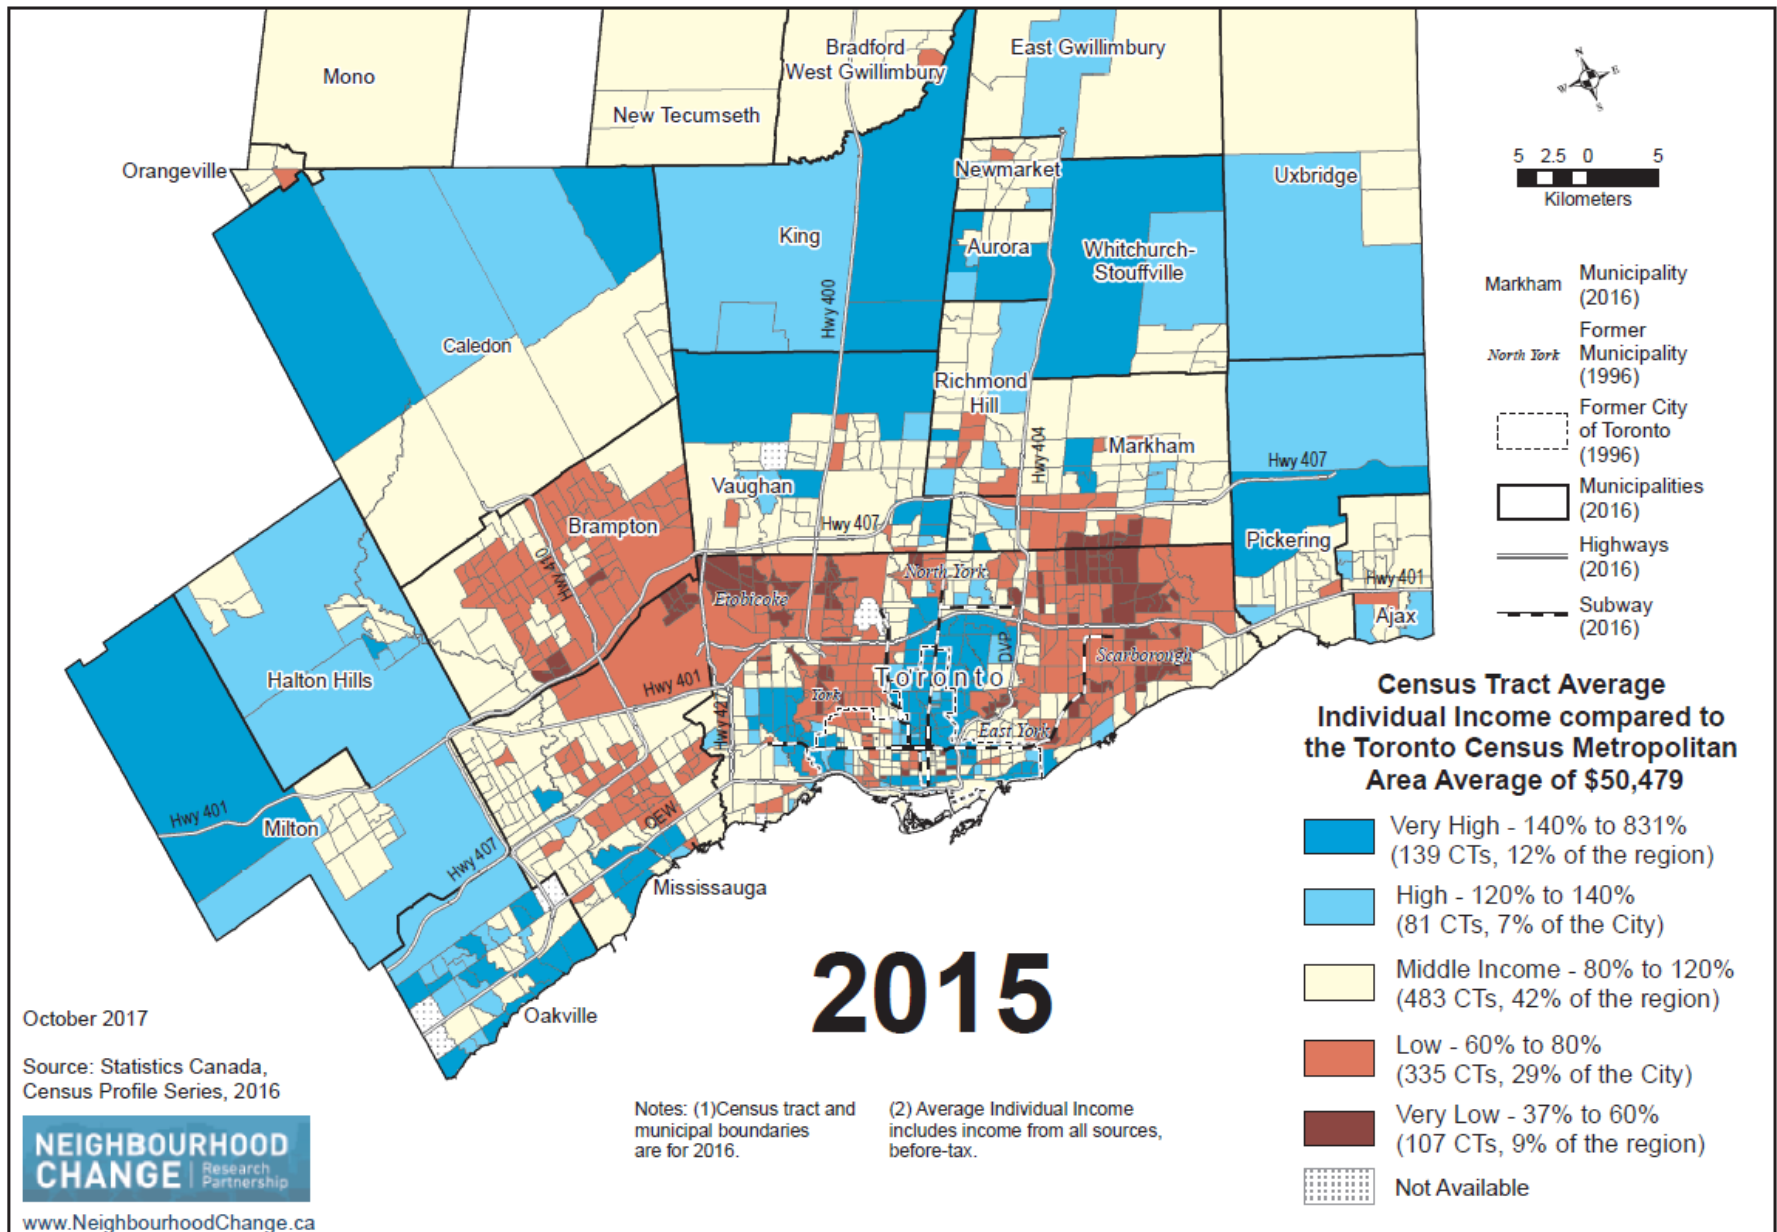 Mono
Bradford
West Gwillimbury
East Gwillimbury
New Tecumseth
Orangeville
Newmarket
Uxbridge
King
Aurora
Whitchurch-
Stouffville
Hwy 400
Caledon
Richmond
Hill
Markham
Hwy 404
Hwy 407
Vaughan
Hwy 407
Brampton
Hwy 410
Pickering
Hwy 401
Ajax
North York
Etobicoke
DVP
Scarborough
Toronto
York
East York
Halton Hills
Hwy 401
Hwy 427
Hwy 401
Milton
Hwy 407
QEW
Mississauga
Oakville
N
E
S
W
5 2.5 0 5
Kilometers
Markham Municipality
(2016)
Former
North York Municipality
(1996)
Former City
of Toronto
(1996)
Municipalities
(2016)
Highways
(2016)
Subway
(2016)
Census Tract Average
Individual Income compared to
the Toronto Census Metropolitan
Area Average of $50,479
Very High - 140% to 831%
(139 CTs, 12% of the region)
High - 120% to 140%
(81 CTs, 7% of the City)
Middle Income - 80% to 120%
(483 CTs, 42% of the region)
Low - 60% to 80%
(335 CTs, 29% of the City)
Very Low - 37% to 60%
(107 CTs, 9% of the region)
Not Available
2015
October 2017
Source: Statistics Canada,
Census Profile Series, 2016
NEIGHBOURHOOD
CHANGE Research
Partnership
www.NeighbourhoodChange.ca
Notes: (1)Census tract and
municipal boundaries
are for 2016.
(2) Average Individual Income
includes income from all sources,
before-tax.